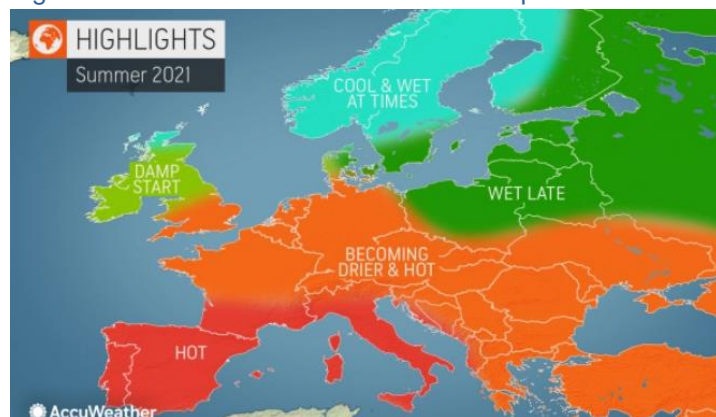 HIGHLIGHTS
Summer 2021
COOL & WET
AT TIMES
DAMP
START
WET LATE
BECOMING
DRIER & HOT
HOT
AccuWeather